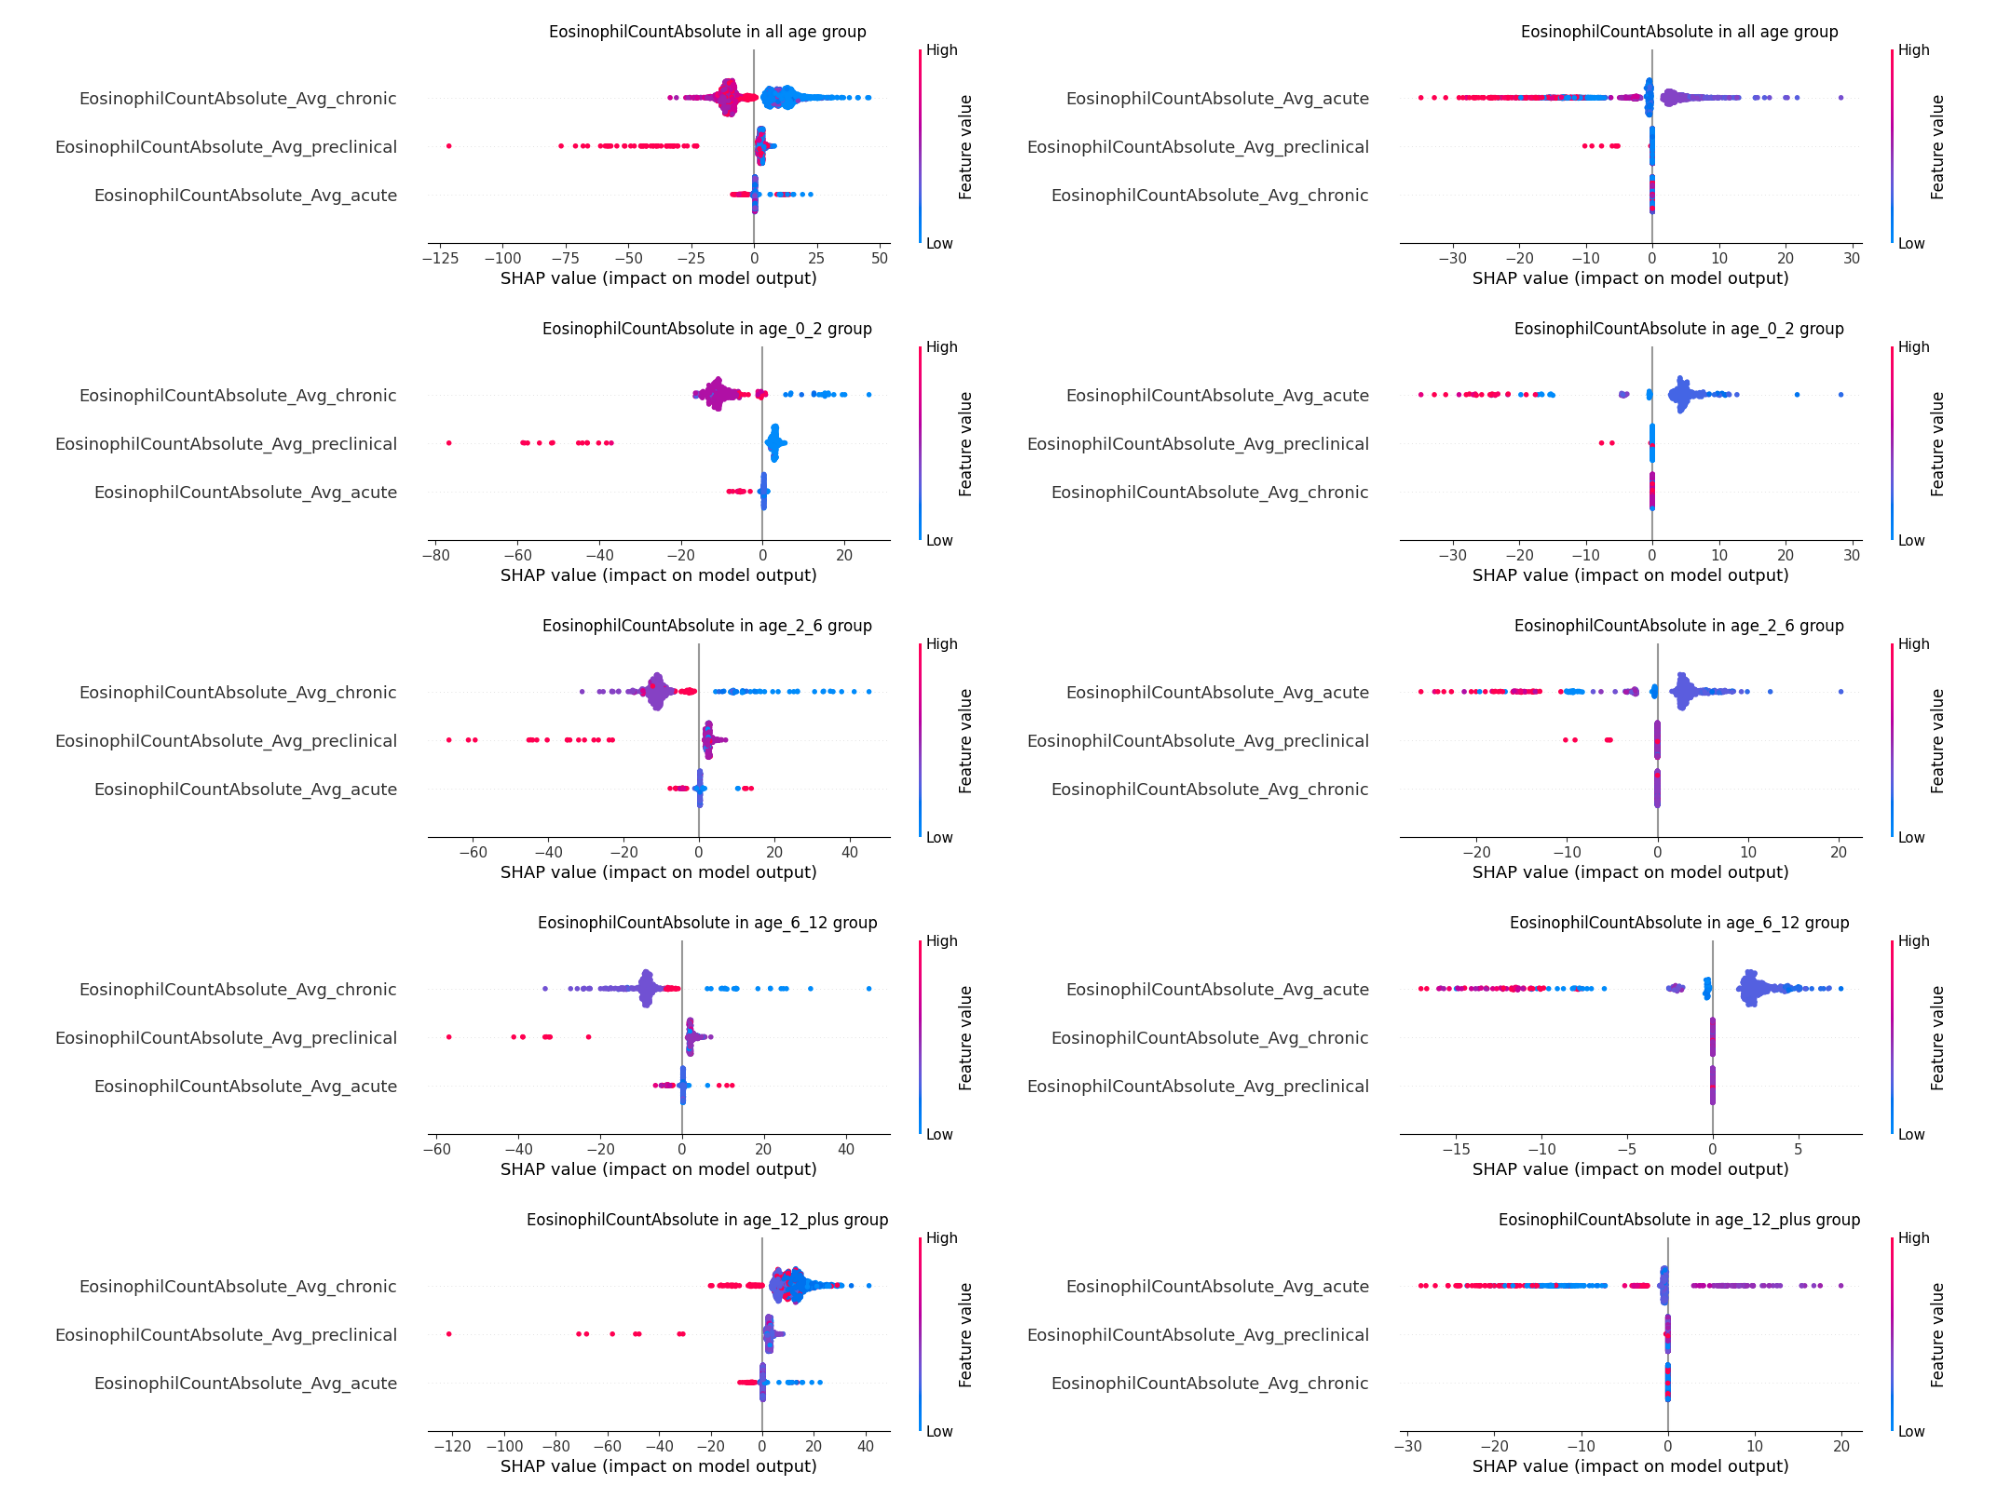 EosinophilCountAbsolute in all age group
High
EosinophilCountAbsolute_Avg_chronic
EosinophilCountAbsolute_Avg_preclinical
EosinophilCountAbsolute_Avg_acute
Feature value
Low
−125 −100 −75 −50 −25 0 25 50
SHAP value (impact on model output)
EosinophilCountAbsolute in all age group
High
EosinophilCountAbsolute_Avg_acute
EosinophilCountAbsolute_Avg_preclinical
EosinophilCountAbsolute_Avg_chronic
Feature value
Low
−30 −20 −10 0 10 20 30
SHAP value (impact on model output)
EosinophilCountAbsolute in age_0_2 group
High
EosinophilCountAbsolute_Avg_chronic
EosinophilCountAbsolute_Avg_preclinical
EosinophilCountAbsolute_Avg_acute
Feature value
Low
−80 −60 −40 −20 0 20
SHAP value (impact on model output)
EosinophilCountAbsolute in age_0_2 group
High
EosinophilCountAbsolute_Avg_acute
EosinophilCountAbsolute_Avg_preclinical
EosinophilCountAbsolute_Avg_chronic
Feature value
Low
−30 −20 −10 0 10 20 30
SHAP value (impact on model output)
EosinophilCountAbsolute in age_2_6 group
High
EosinophilCountAbsolute_Avg_chronic
EosinophilCountAbsolute_Avg_preclinical
EosinophilCountAbsolute_Avg_acute
Feature value
Low
−60 −40 −20 0 20 40
SHAP value (impact on model output)
EosinophilCountAbsolute in age_2_6 group
High
EosinophilCountAbsolute_Avg_acute
EosinophilCountAbsolute_Avg_preclinical
EosinophilCountAbsolute_Avg_chronic
Feature value
Low
−20 −10 0 10 20
SHAP value (impact on model output)
EosinophilCountAbsolute in age_6_12 group
High
EosinophilCountAbsolute_Avg_chronic
EosinophilCountAbsolute_Avg_preclinical
EosinophilCountAbsolute_Avg_acute
Feature value
Low
−60 −40 −20 0 20 40
SHAP value (impact on model output)
EosinophilCountAbsolute in age_6_12 group
High
EosinophilCountAbsolute_Avg_acute
EosinophilCountAbsolute_Avg_chronic
EosinophilCountAbsolute_Avg_preclinical
Feature value
Low
−15 −10 −5 0 5
SHAP value (impact on model output)
EosinophilCountAbsolute in age_12_plus group
High
EosinophilCountAbsolute_Avg_chronic
EosinophilCountAbsolute_Avg_preclinical
EosinophilCountAbsolute_Avg_acute
Feature value
Low
−120 −100 −80 −60 −40 −20 0 20 40
SHAP value (impact on model output)
EosinophilCountAbsolute in age_12_plus group
High
EosinophilCountAbsolute_Avg_acute
EosinophilCountAbsolute_Avg_preclinical
EosinophilCountAbsolute_Avg_chronic
Feature value
Low
−30 −20 −10 0 10 20
SHAP value (impact on model output)